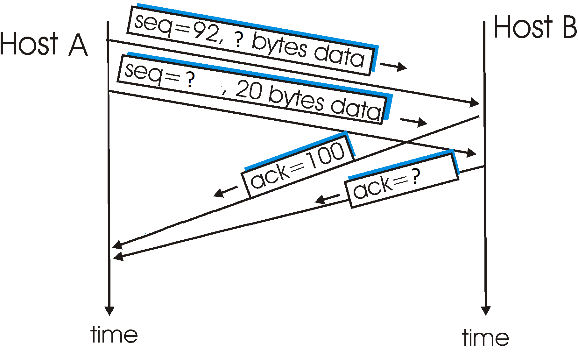 Host A
Host B
seq=92, ? bytes data
seq=? , 20 bytes data
ack=100
ack=?
time
time